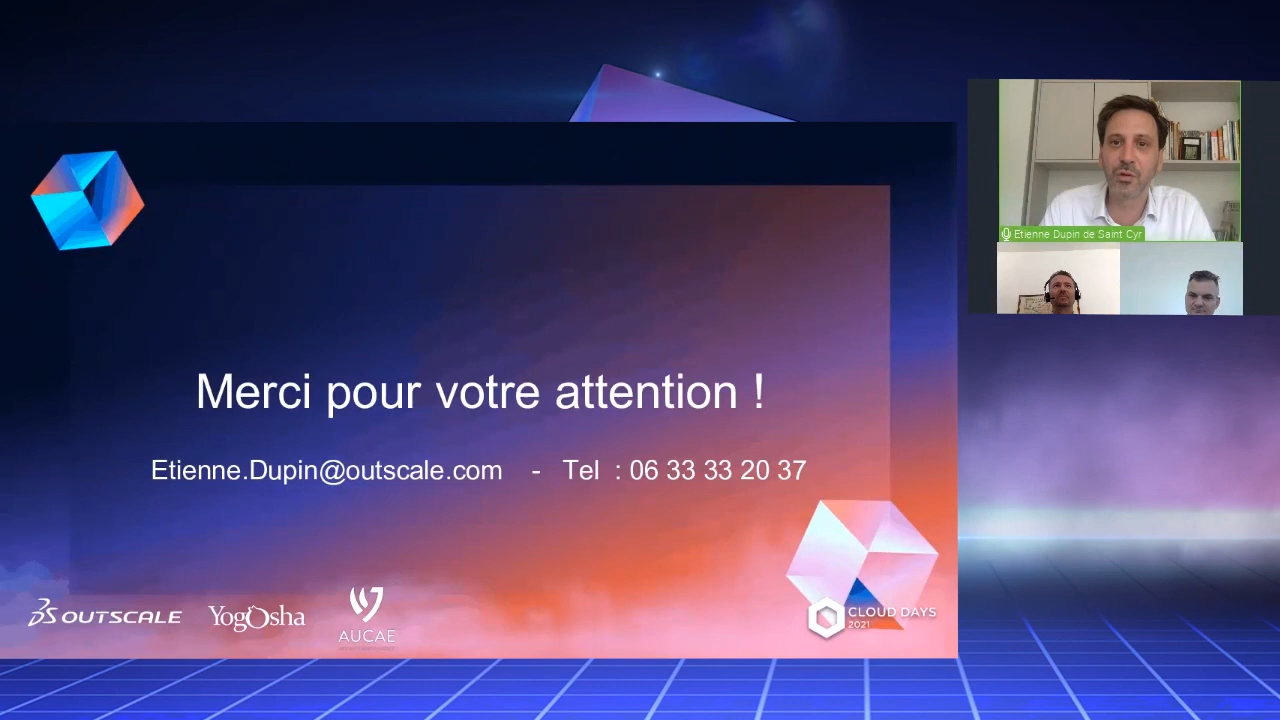 Etienne Dupin de Saint Cyr
Merci pour votre attention !
Etienne.Dupin@outscale.com - Tel : 06 33 33 20 37
3DS OUTSCALE
YogOsha
AUCAE
CLOUD DAYS
2021